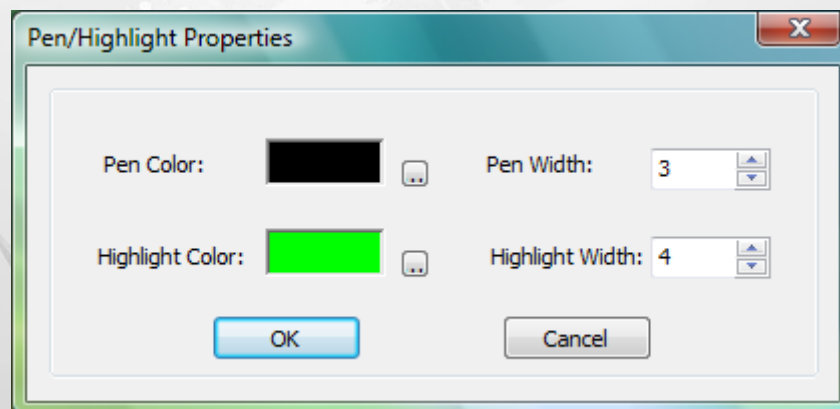 Pen/Highlight Properties
Pen Color:
Pen Width: 3
Highlight Color:
Highlight Width: 4
OK
Cancel